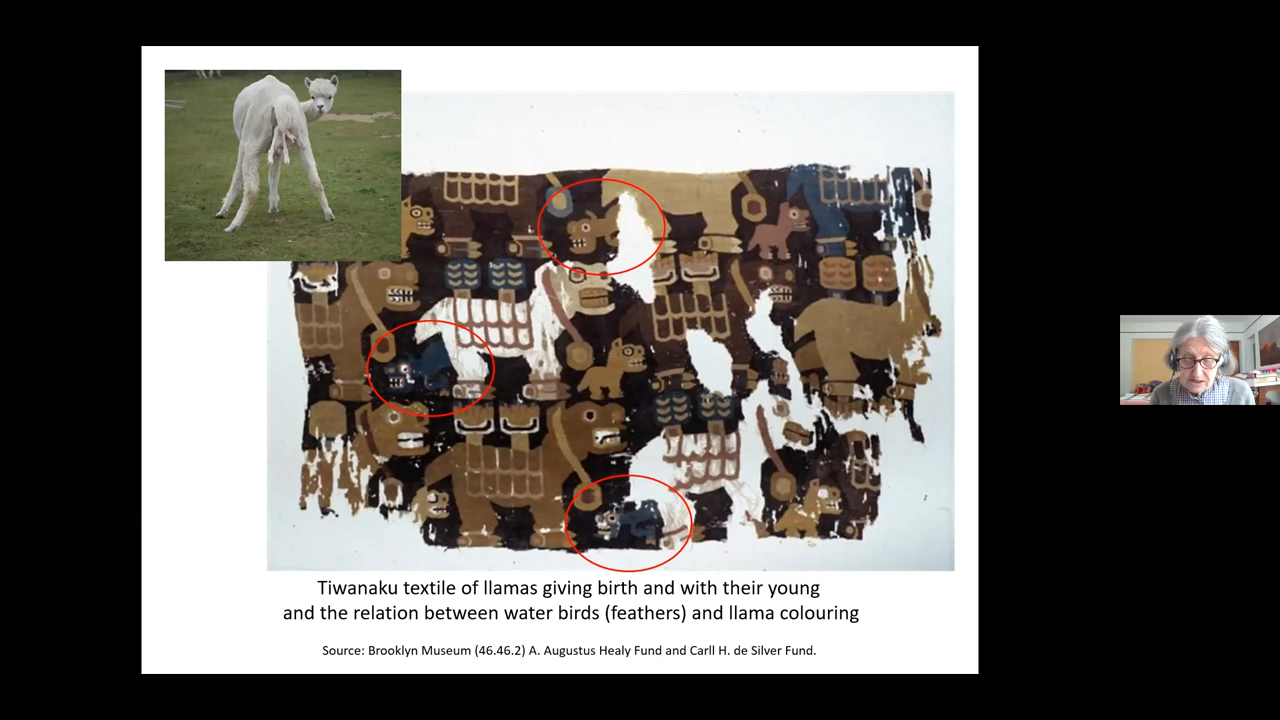 Tiwanaku textile of llamas giving birth and with their young
and the relation between water birds (feathers) and llama colouring
Source: Brooklyn Museum (46.46.2) A. Augustus Healy Fund and Carll H. de Silver Fund.